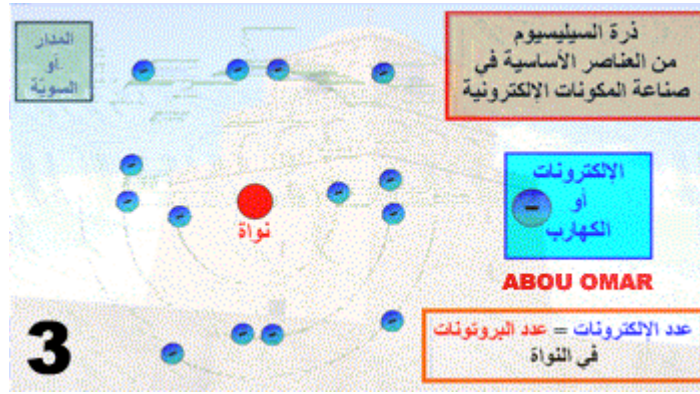 ذرة السيليسيوم
من العناصر الأساسية في
صناعة المكونات الإلكترونية
المدار
أو
السوية
الإلكترونات
أو
الكهارب
نواة
ABOU OMAR
عدد الإلكترونات = عدد البروتونات
في النواة
3